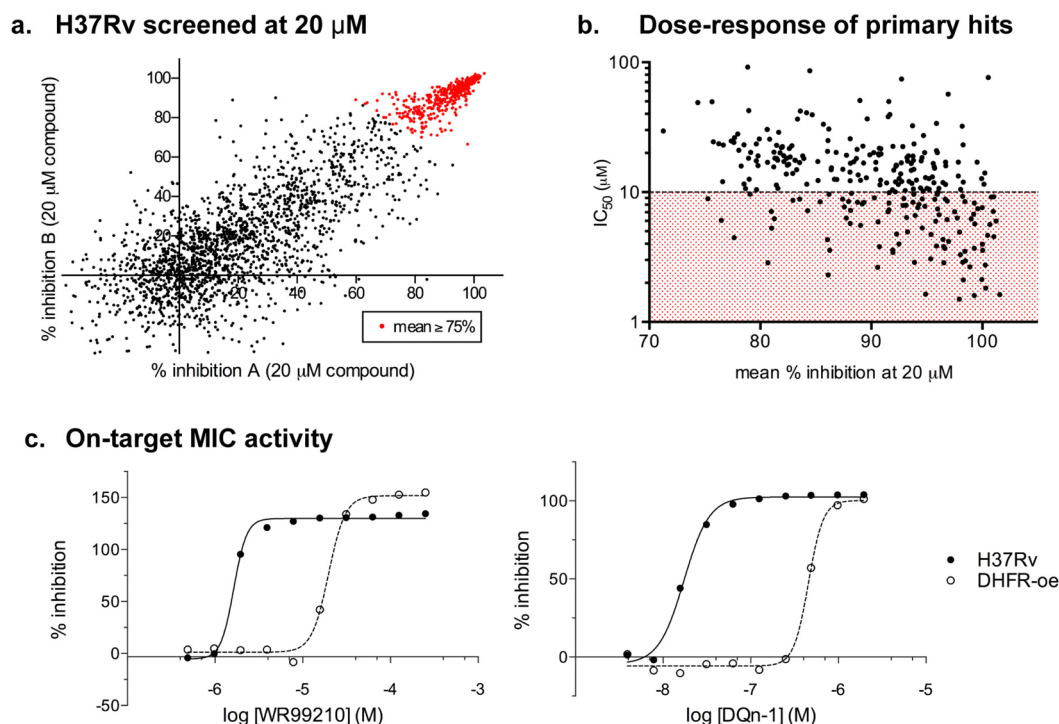 a. H37Rv screened at 20 μM
% inhibition B (20 μM compound)
100
80
60
40
20
20 40 60 80 100
mean ≥ 75%
% inhibition A (20 μM compound)
b. Dose-response of primary hits
IC50 (μM)
100
10
1
70 80 90 100
mean % inhibition at 20 μM
c. On-target MIC activity
% inhibition
150
100
50
0
-50
-6 -5 -4 -3
log [WR99210] (M)
% inhibition
100
50
0
-8 -7 -6 -5
log [DQn-1] (M)
H37Rv
DHFR-oe